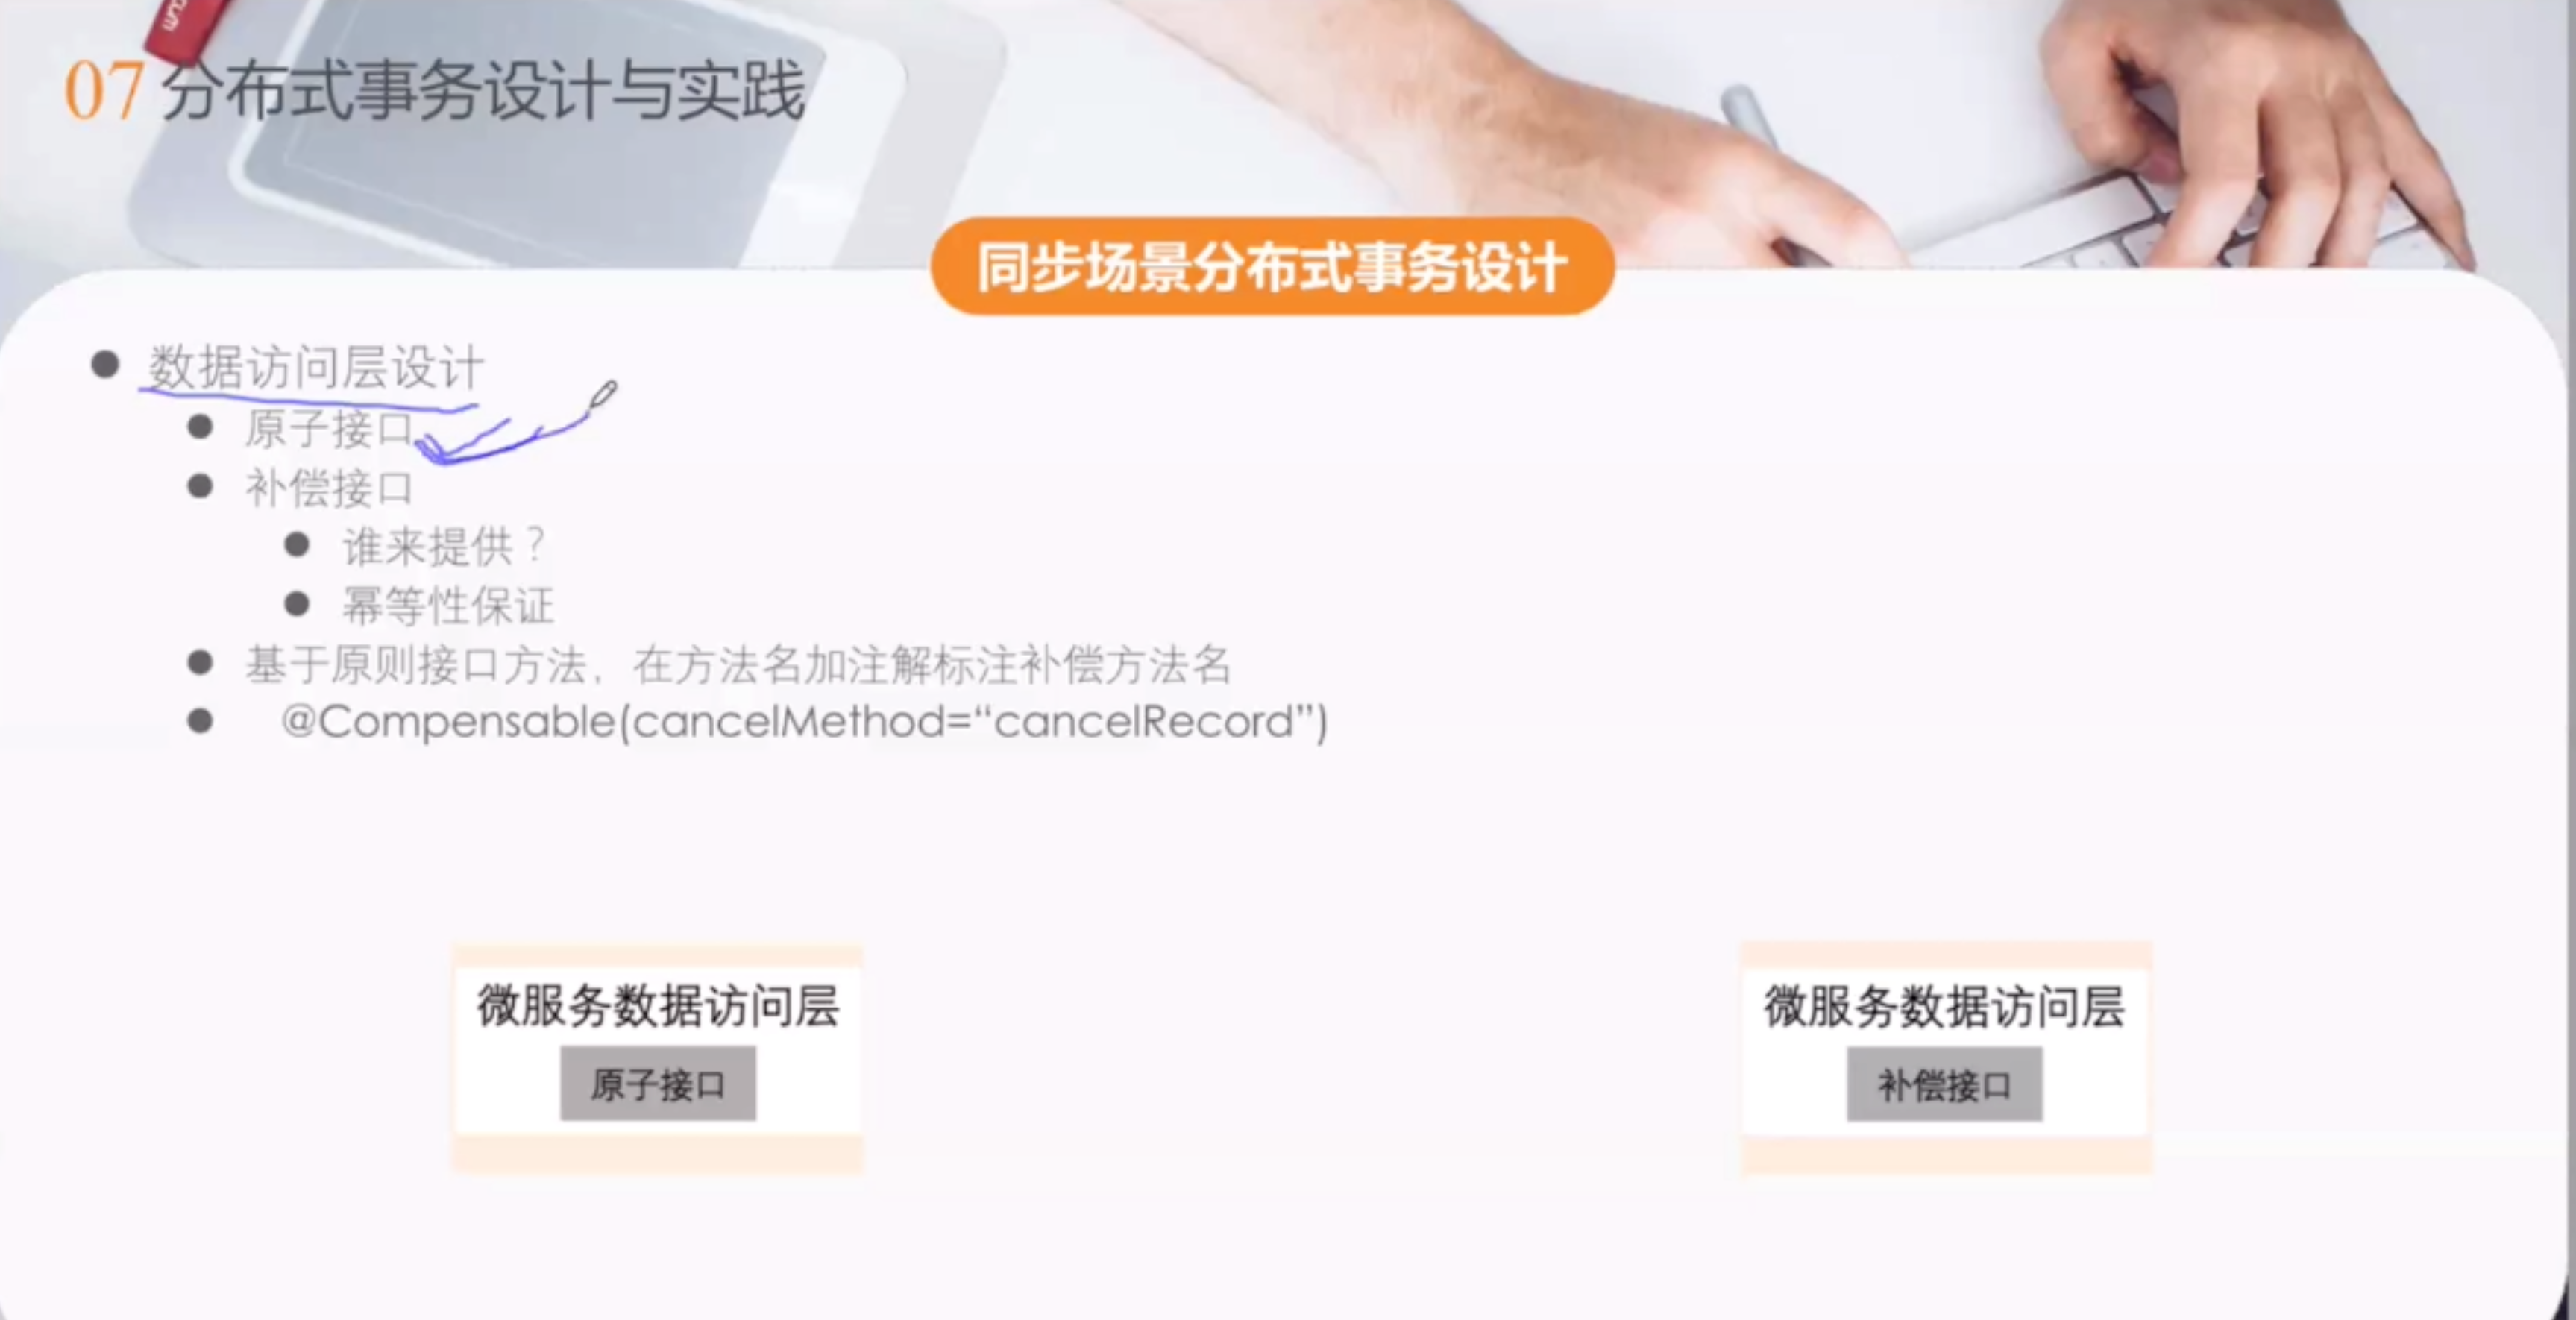 07 分布式事务设计与实践
同步场景分布式事务设计
数据访问层设计
原子接口
补偿接口
谁来提供？
幂等性保证
基于原则接口方法，在方法名加注解标注补偿方法名
@Compensable(cancelMethod=“cancelRecord”)
微服务数据访问层
原子接口
微服务数据访问层
补偿接口